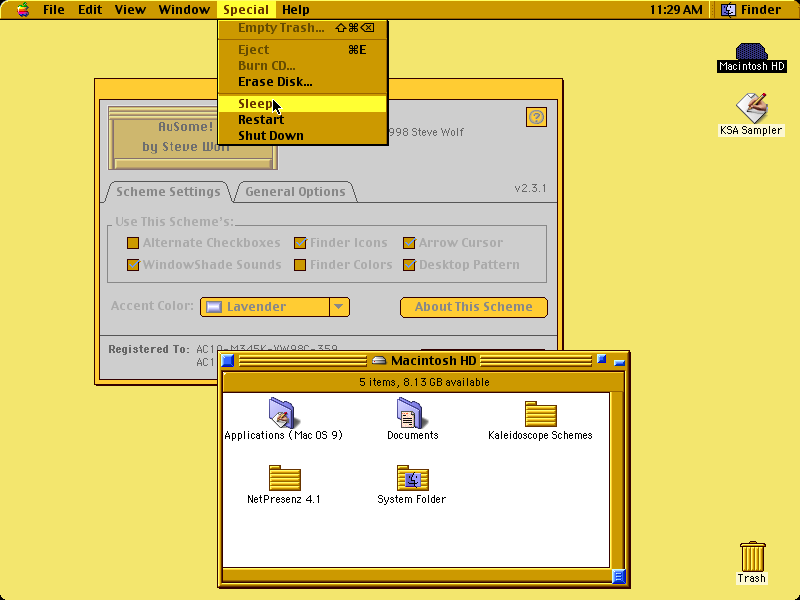 File Edit View Window Special Help 11:29 AM Finder
Empty Trash... ⇧⌘⌫
Eject ⌘E
Burn CD...
Erase Disk...
Sleep
Restart
Shut Down
Macintosh HD
KSA Sampler
AuSome!
by Steve Wolf
998 Steve Wolf
Scheme Settings General Options v2.3.1
Use This Scheme's:
Alternate Checkboxes Finder Icons Arrow Cursor
WindowShade Sounds Finder Colors Desktop Pattern
Accent Color: Lavender About This Scheme
Registered To: AC10-M345K-VW98C-359
AC1
Macintosh HD
5 items, 8.13 GB available
Applications (Mac OS 9) Documents Kaleidoscope Schemes
NetPresenz 4.1 System Folder
Trash